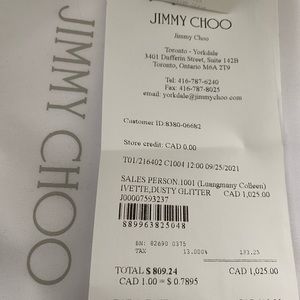 JIMMY CHOO
JIMMY CHOO
Jimmy Choo
Toronto - Yorkdale
3401 Dufferin Street, Suite 142B
Toronto, Ontario M6A 2T9
Tel: 416-787-6240
Fax: 416-787-8025
email: yorkdale@jimmychoo.com
Customer ID:8380-06682
Store credit: CAD 0.00
T01/216402 C1004 12:00 09/25/2021
SALES PERSON:1001 (Luangmany Colleen)
IVETTE,DUSTY GLITTER CAD 1,025.00
J00007593237
889963825048
SN: 82690 0375
TAX 13.000% 133.25
TOTAL $ 809.24 CAD 1,025.00
CAD 1.00 = $ 0.7895